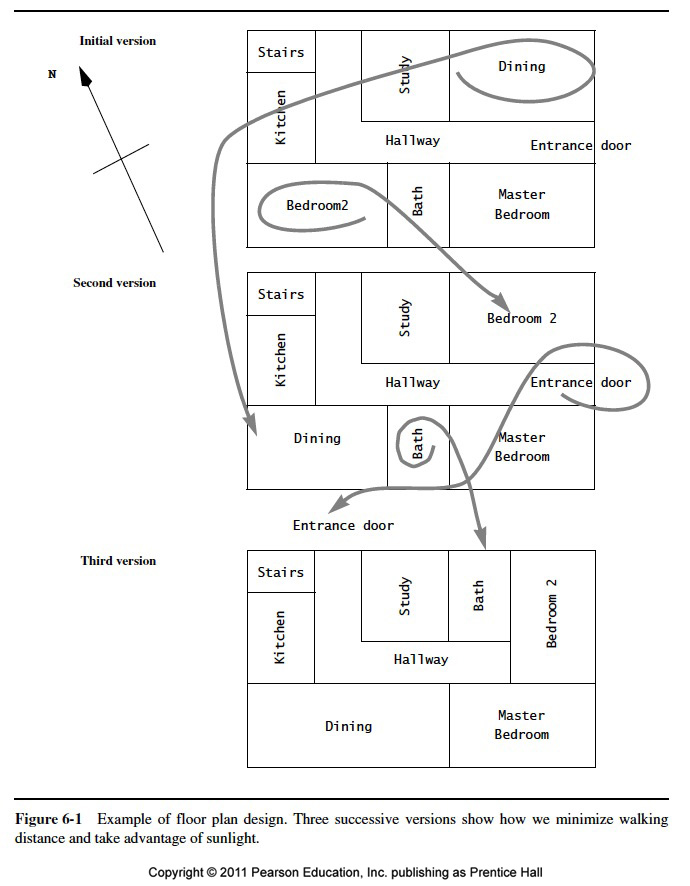 Initial version
N
Stairs
Kitchen
Study
Dining
Hallway
Entrance door
Bedroom2
Bath
Master
Bedroom
Second version
Stairs
Kitchen
Study
Bedroom 2
Hallway
Entrance door
Dining
Bath
Master
Bedroom
Entrance door
Third version
Stairs
Kitchen
Study
Bath
Bedroom 2
Hallway
Dining
Master
Bedroom
Figure 6-1 Example of floor plan design. Three successive versions show how we minimize walking
distance and take advantage of sunlight.
Copyright © 2011 Pearson Education, Inc. publishing as Prentice Hall